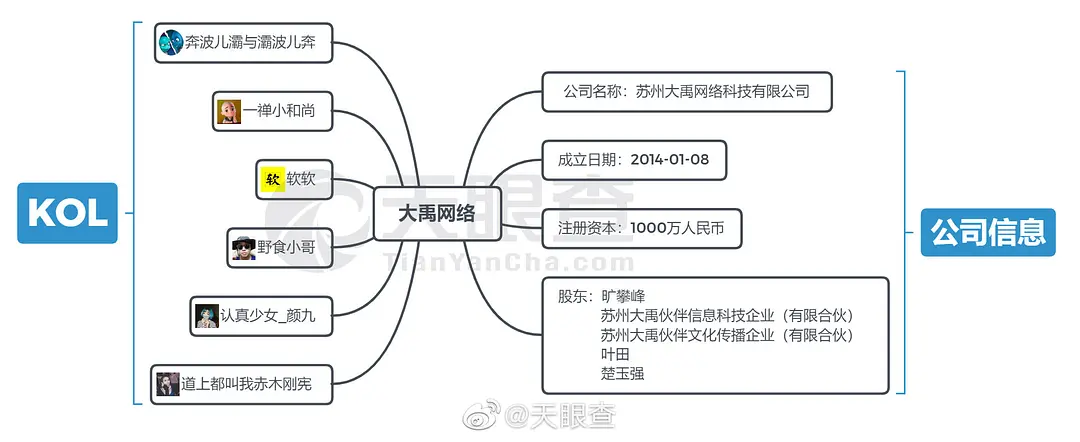 KOL
奔波儿灞与灞波儿奔
一禅小和尚
软 软软
野食小哥
认真少女_颜九
道上都叫我赤木刚宪
大禹网络
公司名称：苏州大禹网络科技有限公司
成立日期：2014-01-08
注册资本：1000万人民币
股东：旷攀峰
苏州大禹伙伴信息科技企业（有限合伙）
苏州大禹伙伴文化传播企业（有限合伙）
叶田
楚玉强
公司信息
天眼查
TianYanCha.com
@天眼查